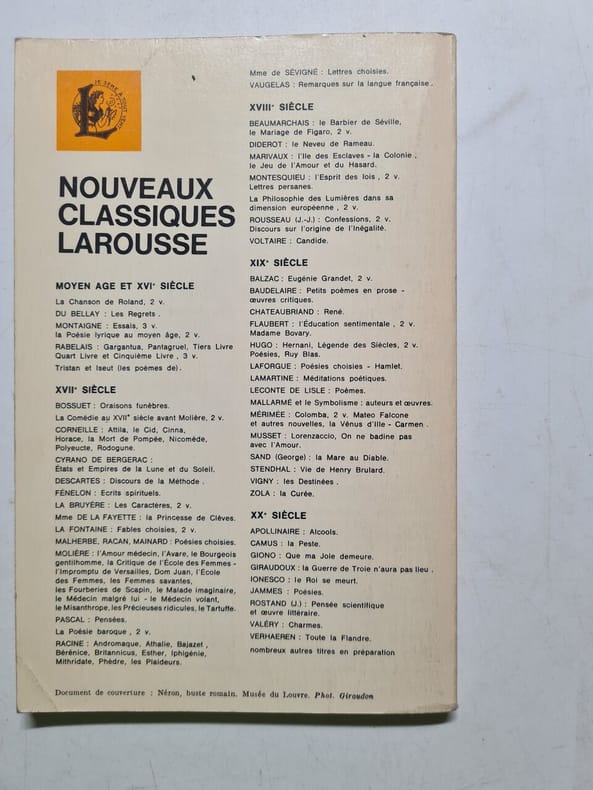 JE SÈME À TOUT VENT
L
NOUVEAUX
CLASSIQUES
LAROUSSE
MOYEN AGE ET XVIᵉ SIÈCLE
La Chanson de Roland, 2 v.
DU BELLAY : Les Regrets .
MONTAIGNE : Essais, 3 v.
la Poésie lyrique au moyen âge, 2 v.
RABELAIS : Gargantua, Pantagruel, Tiers Livre
Quart Livre et Cinquième Livre , 3 v.
Tristan et Iseut (les poèmes de).
XVIIᵉ SIÈCLE
BOSSUET : Oraisons funèbres.
La Comédie au XVIIᵉ siècle avant Molière, 2 v.
CORNEILLE : Attila, le Cid, Cinna,
Horace, la Mort de Pompée, Nicomède,
Polyeucte, Rodogune.
CYRANO DE BERGERAC :
États et Empires de la Lune et du Soleil.
DESCARTES : Discours de la Méthode .
FÉNELON : Ecrits spirituels.
LA BRUYÈRE : Les Caractères, 2 v.
Mme DE LA FAYETTE : la Princesse de Clèves.
LA FONTAINE : Fables choisies, 2 v.
MALHERBE, RACAN, MAINARD : Poésies choisies.
MOLIÈRE : l'Amour médecin, l'Avare, le Bourgeois
gentilhomme, la Critique de l'École des Femmes -
l'Impromptu de Versailles, Dom Juan, l'École
des Femmes, les Femmes savantes,
les Fourberies de Scapin, le Malade imaginaire,
le Médecin malgré lui - le Médecin volant,
le Misanthrope, les Précieuses ridicules, le Tartuffe.
PASCAL : Pensées.
La Poésie baroque , 2 v.
RACINE : Andromaque, Athalie, Bajazet ,
Bérénice, Britannicus, Esther, Iphigénie,
Mithridate, Phèdre, les Plaideurs.
Mme de SÉVIGNÉ : Lettres choisies.
VAUGELAS : Remarques sur la langue française .
XVIIIᵉ SIÈCLE
BEAUMARCHAIS : le Barbier de Séville,
le Mariage de Figaro, 2 v.
DIDEROT : le Neveu de Rameau.
MARIVAUX : l'Ile des Esclaves - la Colonie ,
le Jeu de l'Amour et du Hasard.
MONTESQUIEU : l'Esprit des lois , 2 v.
Lettres persanes.
La Philosophie des Lumières dans sa
dimension européenne , 2 v.
ROUSSEAU (J.-J.) : Confessions, 2 v.
Discours sur l'origine de l'Inégalité.
VOLTAIRE : Candide.
XIXᵉ SIÈCLE
BALZAC : Eugénie Grandet, 2 v.
BAUDELAIRE : Petits poèmes en prose -
œuvres critiques.
CHATEAUBRIAND : René.
FLAUBERT : l'Éducation sentimentale , 2 v.
Madame Bovary.
HUGO : Hernani, Légende des Siècles, 2 v.
Poésies, Ruy Blas.
LAFORGUE : Poésies choisies - Hamlet.
LAMARTINE : Méditations poétiques.
LECONTE DE LISLE : Poèmes.
MALLARMÉ et le Symbolisme : auteurs et œuvres.
MÉRIMÉE : Colomba, 2 v. Mateo Falcone
et autres nouvelles, la Vénus d'Ille - Carmen .
MUSSET : Lorenzaccio, On ne badine pas
avec l'Amour.
SAND (George) : la Mare au Diable.
STENDHAL : Vie de Henry Brulard.
VIGNY : les Destinées .
ZOLA : la Curée.
XXᵉ SIÈCLE
APOLLINAIRE : Alcools.
CAMUS : la Peste.
GIONO : Que ma Joie demeure.
GIRAUDOUX : la Guerre de Troie n'aura pas lieu .
IONESCO : le Roi se meurt.
JAMMES : Poésies.
ROSTAND (J.) : Pensée scientifique
et œuvre littéraire.
VALÉRY : Charmes.
VERHAEREN : Toute la Flandre.
nombreux autres titres en préparation
Document de couverture : Néron, buste romain. Musée du Louvre. Phot. Giraudon